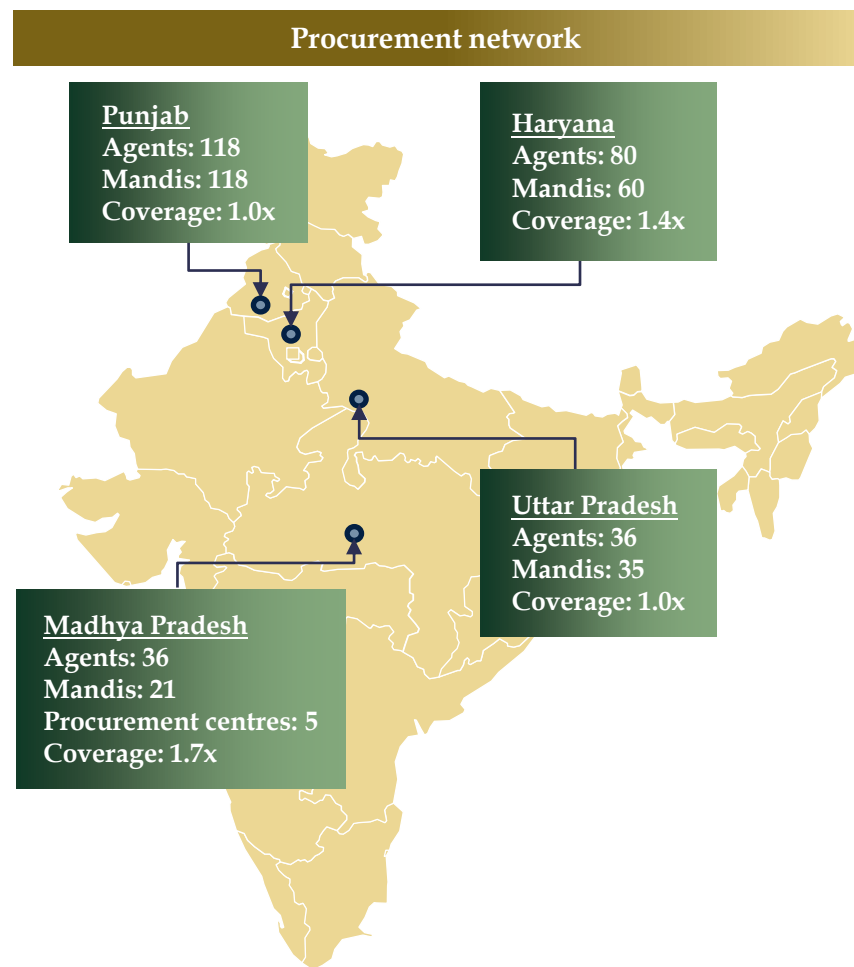 Procurement network
Punjab
Agents: 118
Mandis: 118
Coverage: 1.0x
Haryana
Agents: 80
Mandis: 60
Coverage: 1.4x
Uttar Pradesh
Agents: 36
Mandis: 35
Coverage: 1.0x
Madhya Pradesh
Agents: 36
Mandis: 21
Procurement centres: 5
Coverage: 1.7x